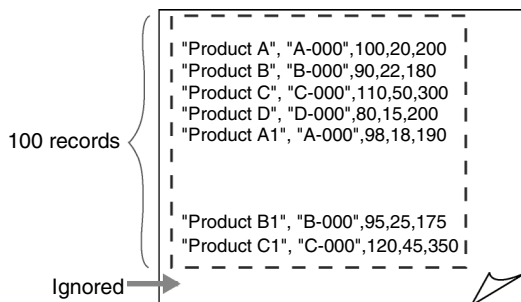 "Product A", "A-000",100,20,200
"Product B", "B-000",90,22,180
"Product C", "C-000",110,50,300
"Product D", "D-000",80,15,200
"Product A1", "A-000",98,18,190
100 records
"Product B1", "B-000",95,25,175
"Product C1", "C-000",120,45,350
Ignored